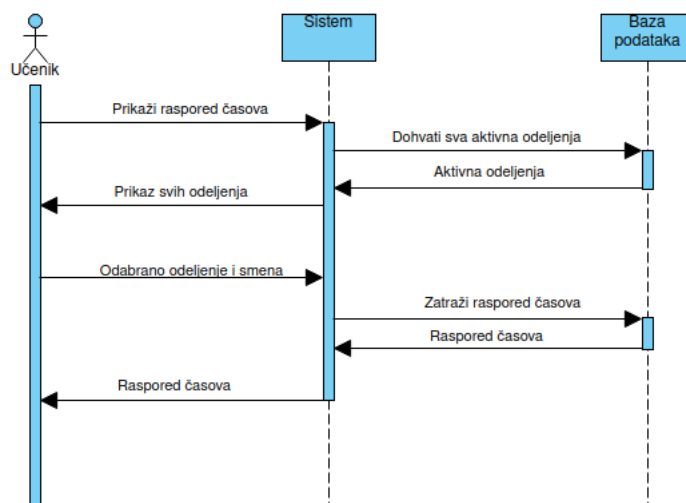 Sistem
Baza
podataka
Učenik
Prikaži raspored časova
Dohvati sva aktivna odeljenja
Aktivna odeljenja
Prikaz svih odeljenja
Odabrano odeljenje i smena
Zatraži raspored časova
Raspored časova
Raspored časova